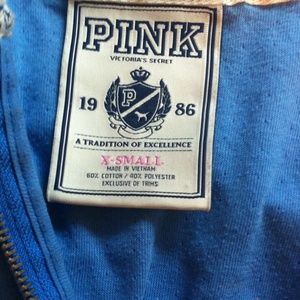 PINK
VICTORIA'S SECRET
19 P 86
A TRADITION OF EXCELLENCE
X-SMALL
MADE IN VIETNAM
60% COTTON / 40% POLYESTER
EXCLUSIVE OF TRIMS